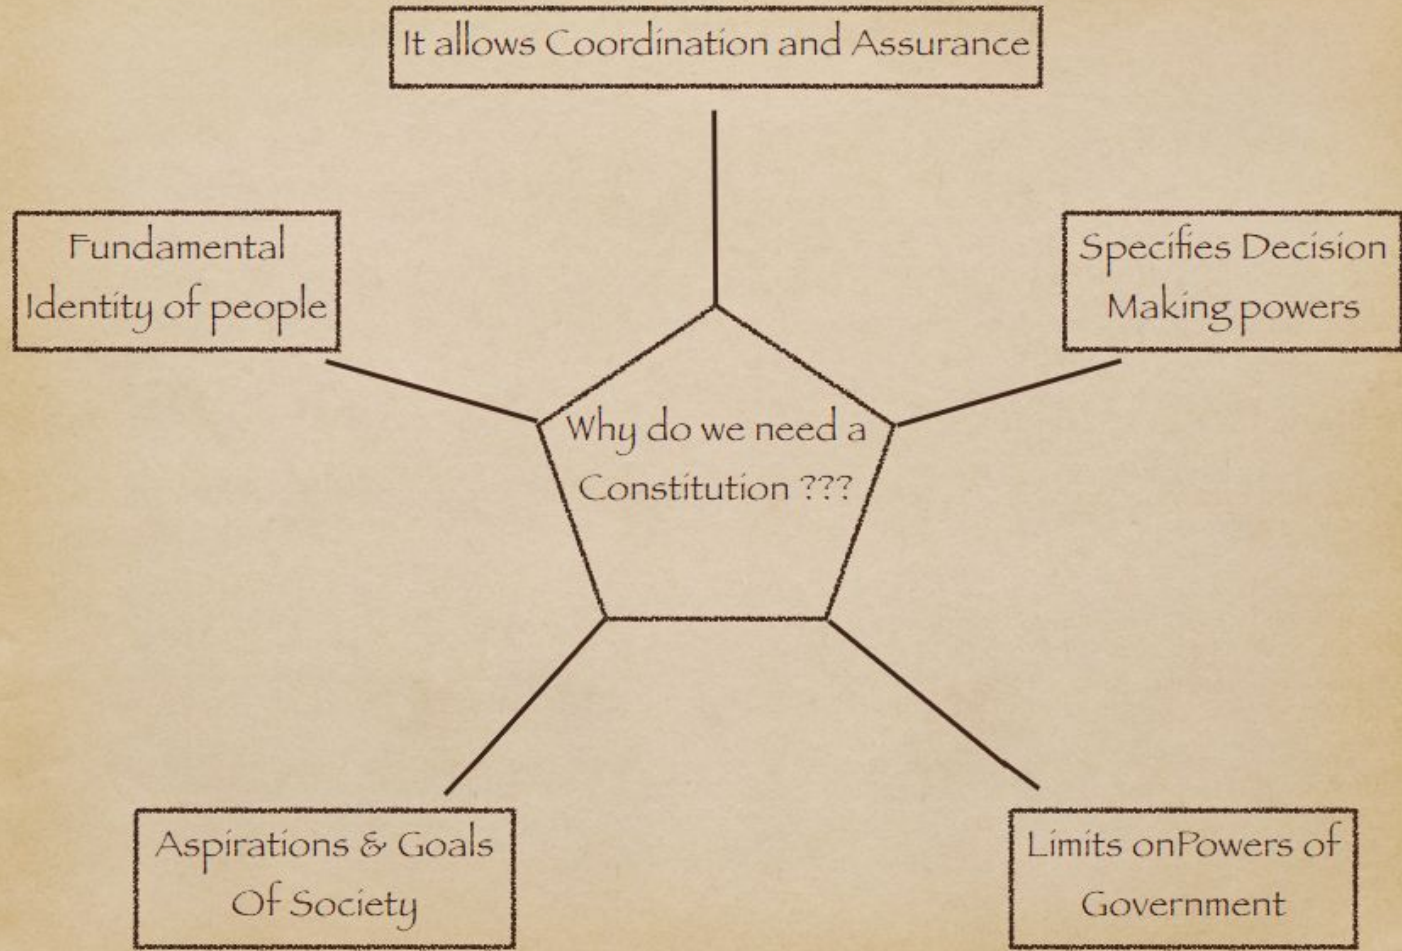 It allows Coordination and Assurance
Fundamental
Identity of people
Specifies Decision
Making powers
Why do we need a
Constitution ???
Aspirations & Goals
Of Society
Limits onPowers of
Government